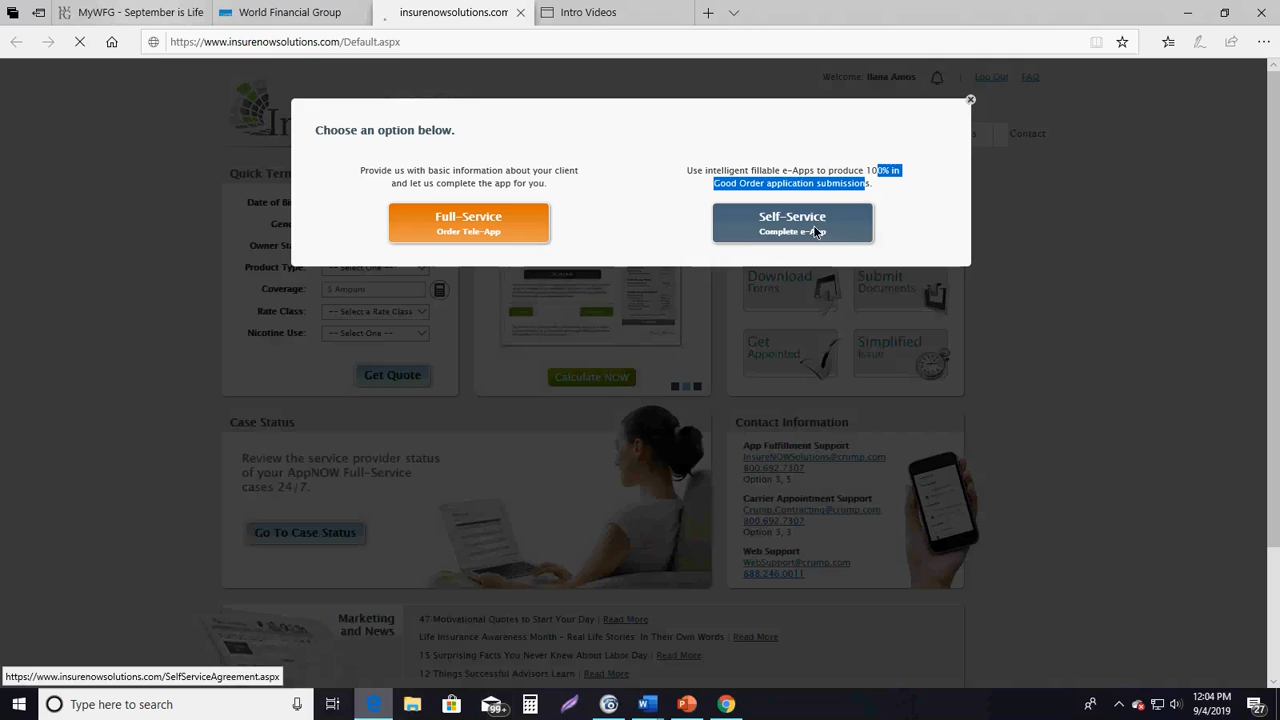 MyWFG - September is Life
World Financial Group
insurenowsolutions.com
Intro Videos
https://www.insurenowsolutions.com/Default.aspx
Welcome: Ilana Amos
Log Out
FAQ
Choose an option below.
Contact
Provide us with basic information about your client
and let us complete the app for you.
Use intelligent fillable e-Apps to produce 100% in
Good Order application submissions.
Full-Service
Order Tele-App
Self-Service
Complete e-App
Quick Term
Date of Bi
Gend
Owner Sta
Product Type:
-- Select One --
Coverage:
$ Amount
Rate Class:
-- Select a Rate Class
Nicotine Use:
-- Select One --
Get Quote
Calculate NOW
Download
Forms
Submit
Documents
Get
Appointed
Simplified
Issue
Case Status
Review the service provider status
of your AppNOW Full-Service
cases 24/7.
Go To Case Status
Contact Information
App Fulfillment Support
InsureNOWSolutions@crump.com
800.692.7307
Option 3, 5
Carrier Appointment Support
Crump.Contracting@crump.com
800.692.7307
Option 3, 3
Web Support
WebSupport@crump.com
888.246.0011
Marketing
and News
47 Motivational Quotes to Start Your Day | Read More
Life Insurance Awareness Month - Real Life Stories. In Their Own Words | Read More
15 Surprising Facts You Never Knew About Labor Day | Read More
12 Things Successful Advisors Learn | Read More
https://www.insurenowsolutions.com/SelfServiceAgreement.aspx
Type here to search
99+
12:04 PM
9/4/2019
27